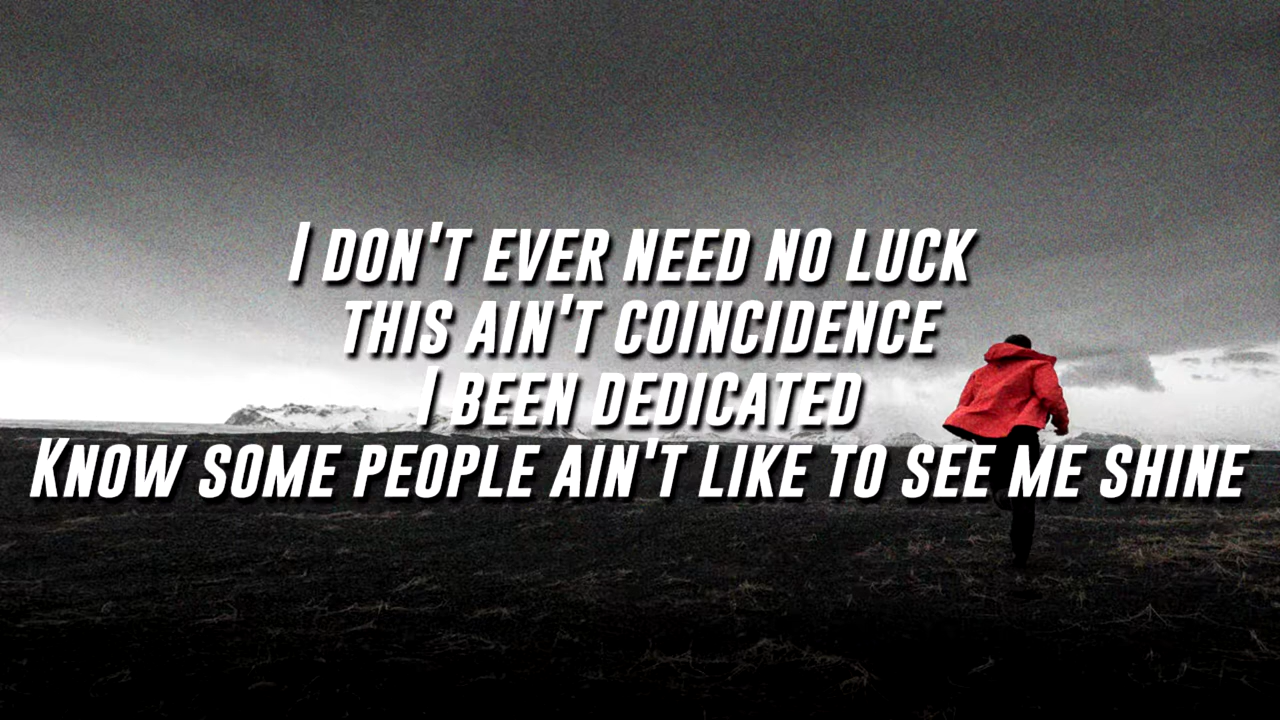 I don't ever need no luck
this ain't coincidence
I been dedicated
Know some people ain't like to see me shine